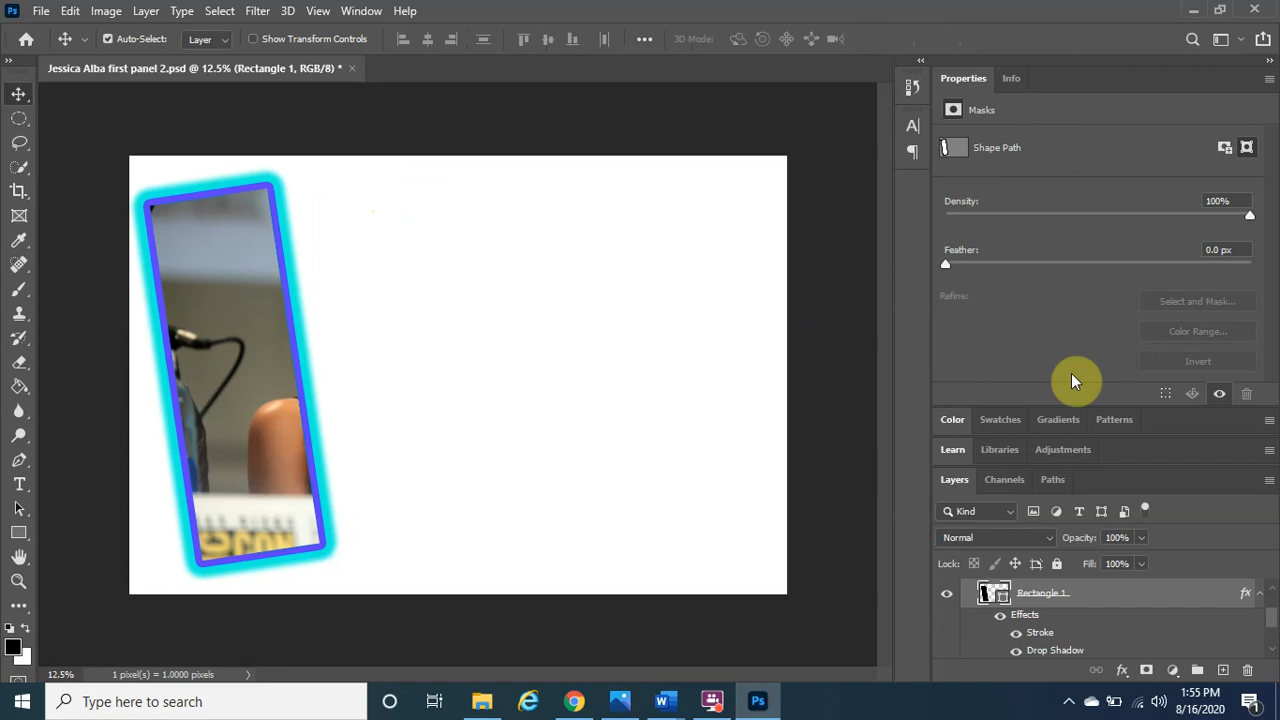 Ps File Edit Image Layer Type Select Filter 3D View Window Help
Auto-Select: Layer Show Transform Controls 3D Mode:
Jessica Alba first panel 2.psd @ 12.5% (Rectangle 1, RGB/8) *
Properties Info
Masks
Shape Path
Density: 100%
Feather: 0.0 px
Refine: Select and Mask...
Color Range...
Invert
Color Swatches Gradients Patterns
Learn Libraries Adjustments
Layers Channels Paths
Kind
Normal Opacity: 100%
Lock: Fill: 100%
Rectangle 1 fx
Effects
Stroke
Drop Shadow
CON
12.5% 1 pixel(s) = 1.0000 pixels
fx
Type here to search
1:55 PM
8/16/2020